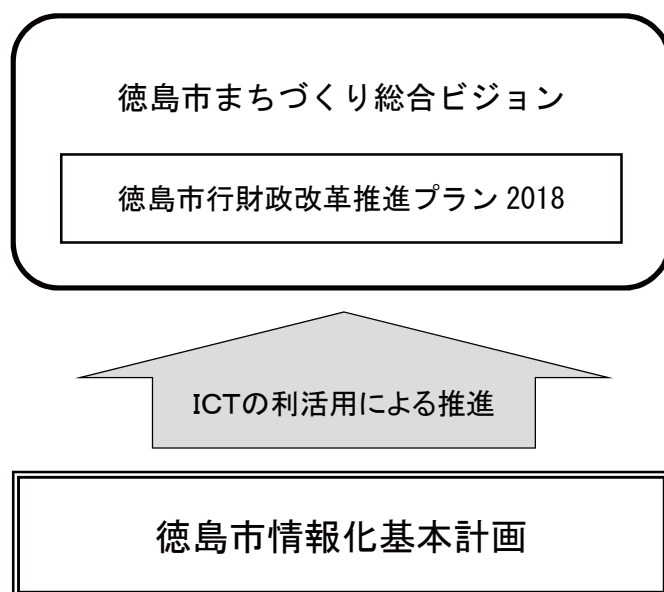 徳島市まちづくり総合ビジョン
徳島市行財政改革推進プラン 2018
ICTの利活用による推進
徳島市情報化基本計画